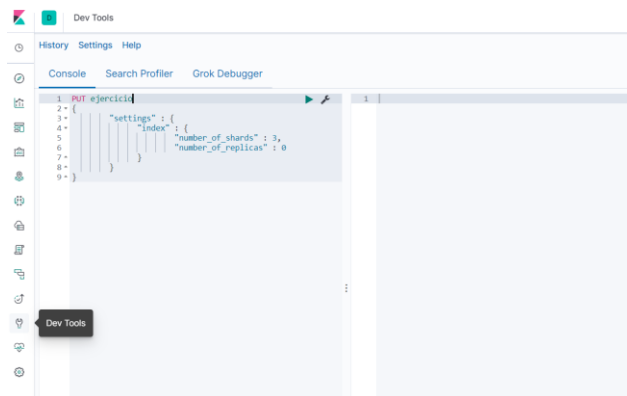 D Dev Tools
History Settings Help
Console Search Profiler Grok Debugger
1 PUT ejercicio
2 {
3 "settings" : {
4 "index" : {
5 "number_of_shards" : 3,
6 "number_of_replicas" : 0
7 }
8 }
9 }
1
Dev Tools